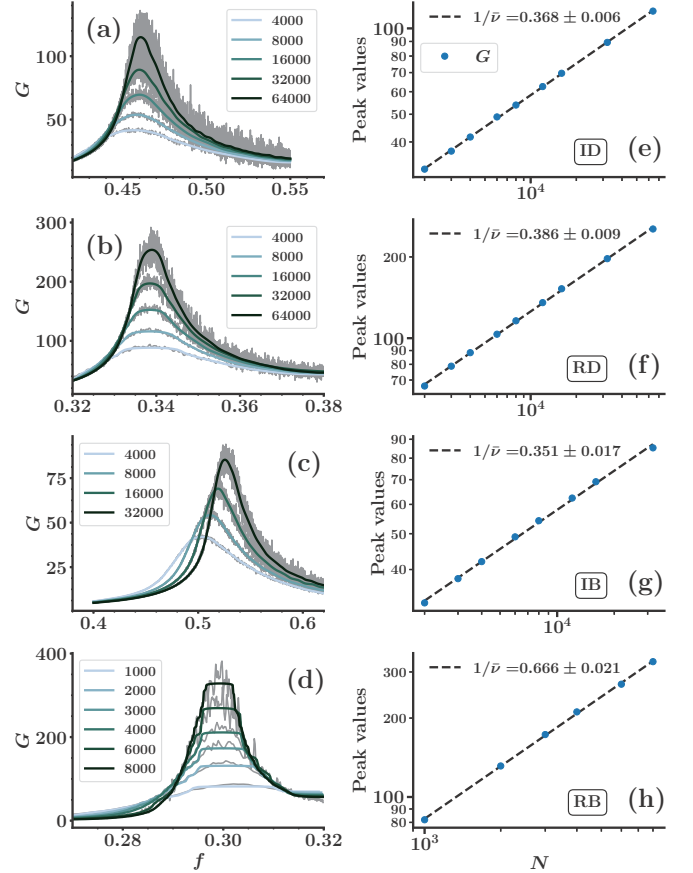 (a)
G
100
50
0.45
0.50
0.55
4000
8000
16000
32000
64000
(e)
Peak values
1/ν̄ =0.368 ± 0.006
G
ID
90
80
70
60
50
40
10⁴
(b)
G
300
200
100
0.32
0.34
0.36
0.38
4000
8000
16000
32000
64000
(f)
Peak values
1/ν̄ =0.386 ± 0.009
RD
200
100
90
80
70
10⁴
(c)
G
75
50
25
0.4
0.5
0.6
4000
8000
16000
32000
(g)
Peak values
1/ν̄ =0.351 ± 0.017
IB
90
80
70
60
50
40
10⁴
(d)
G
400
300
200
100
0
0.28
0.30
0.32
f
1000
2000
3000
4000
6000
8000
(h)
Peak values
1/ν̄ =0.666 ± 0.021
RB
300
200
100
90
80
10³
N